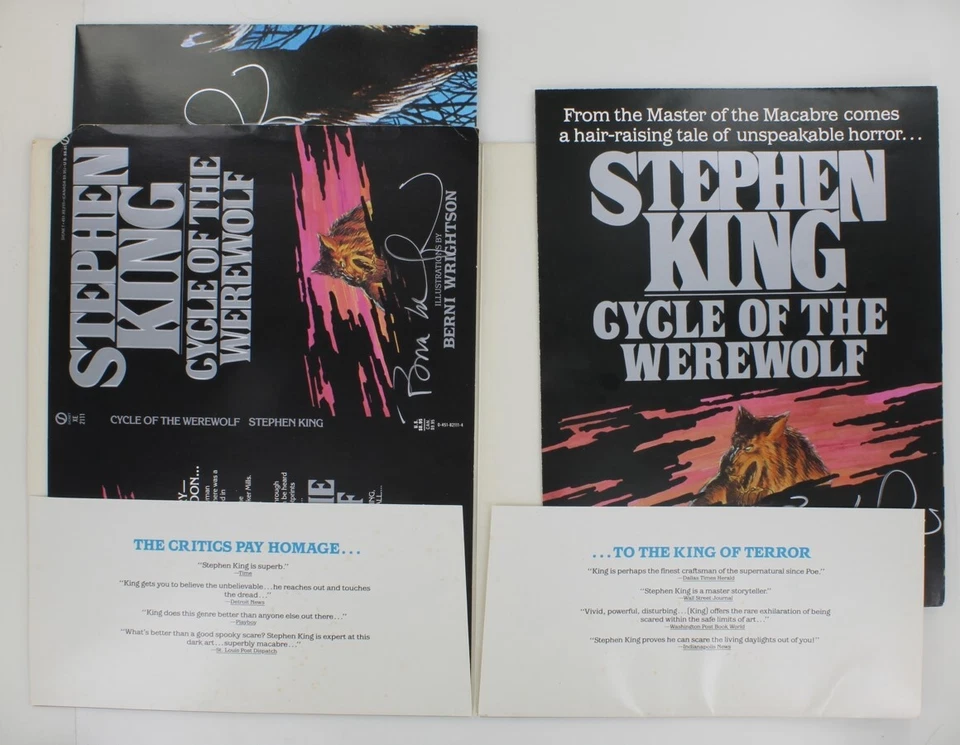 STEPHEN
KING
CYCLE OF THE
WEREWOLF
ILLUSTRATIONS BY
BERNI WRIGHTSON
XE
2111
CYCLE OF THE WEREWOLF STEPHEN KING
From the Master of the Macabre comes
a hair-raising tale of unspeakable horror...
STEPHEN
KING
CYCLE OF THE
WEREWOLF
THE CRITICS PAY HOMAGE...
"Stephen King is superb."
—Time
"King gets you to believe the unbelievable...he reaches out and touches
the dread..."
—Detroit News
"King does this genre better than anyone else out there..."
—Playboy
"What's better than a good spooky scare? Stephen King is expert at this
dark art...superbly macabre..."
—St. Louis Post Dispatch
...TO THE KING OF TERROR
"King is perhaps the finest craftsman of the supernatural since Poe."
—Dallas Times Herald
"Stephen King is a master storyteller."
—Wall Street Journal
"Vivid, powerful, disturbing...[King] offers the rare exhilaration of being
scared within the safe limits of art..."
—Washington Post Book World
"Stephen King proves he can scare the living daylights out of you!"
—Indianapolis News